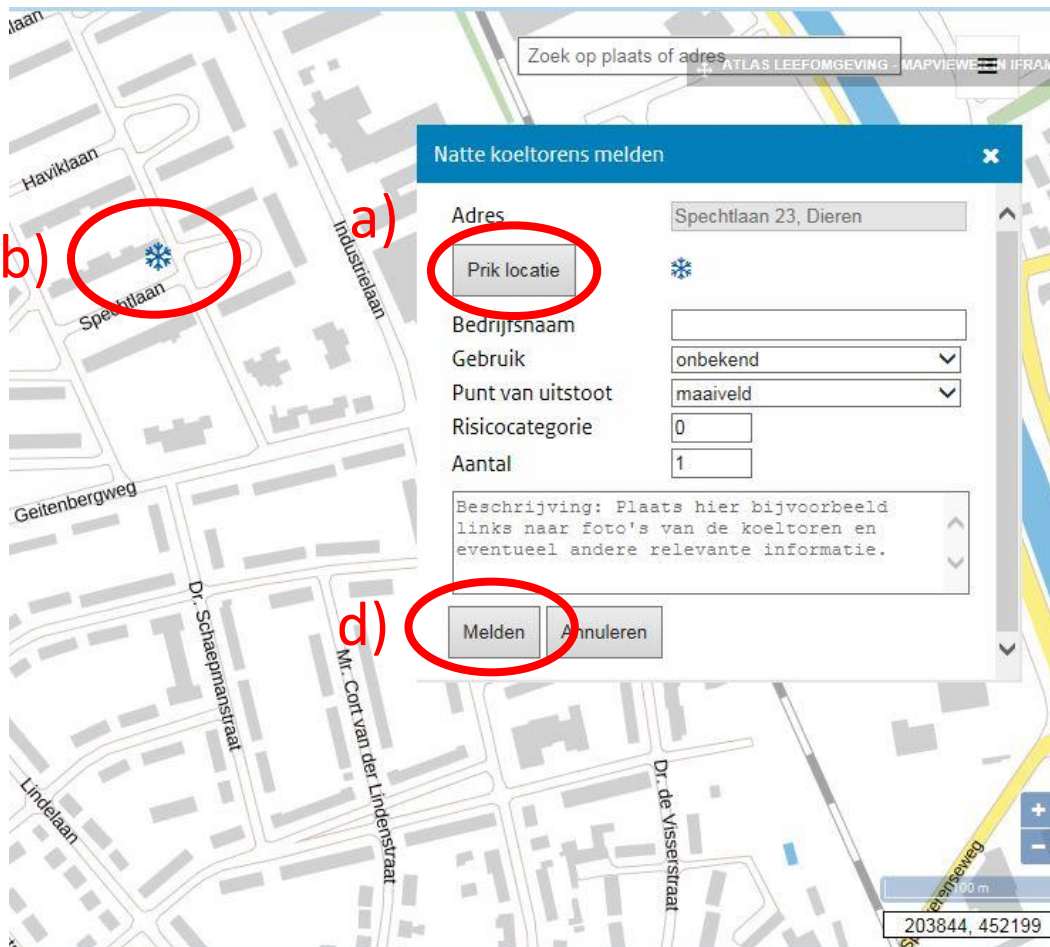 laan
Zoek op plaats of adres
ATLAS LEEFOMGEVING - MAPVIEWER IN IFRAM
Haviklaan
Natte koeltorens melden
a)
Adres
Spechtlaan 23, Dieren
b)
Industrielaan
Prik locatie
Spechtlaan
Bedrijfsnaam
Gebruik
onbekend
Punt van uitstoot
maaiveld
Risicocategorie
0
Aantal
1
Geitenbergweg
Beschrijving: Plaats hier bijvoorbeeld
links naar foto's van de koeltoren en
eventueel andere relevante informatie.
d)
Melden
Annuleren
Dr. Schaepmanstraat
Mr. Cort van der Lindenstraat
Lindelaan
Dr. de Visserstraat
+
-
100 m
203844, 452199